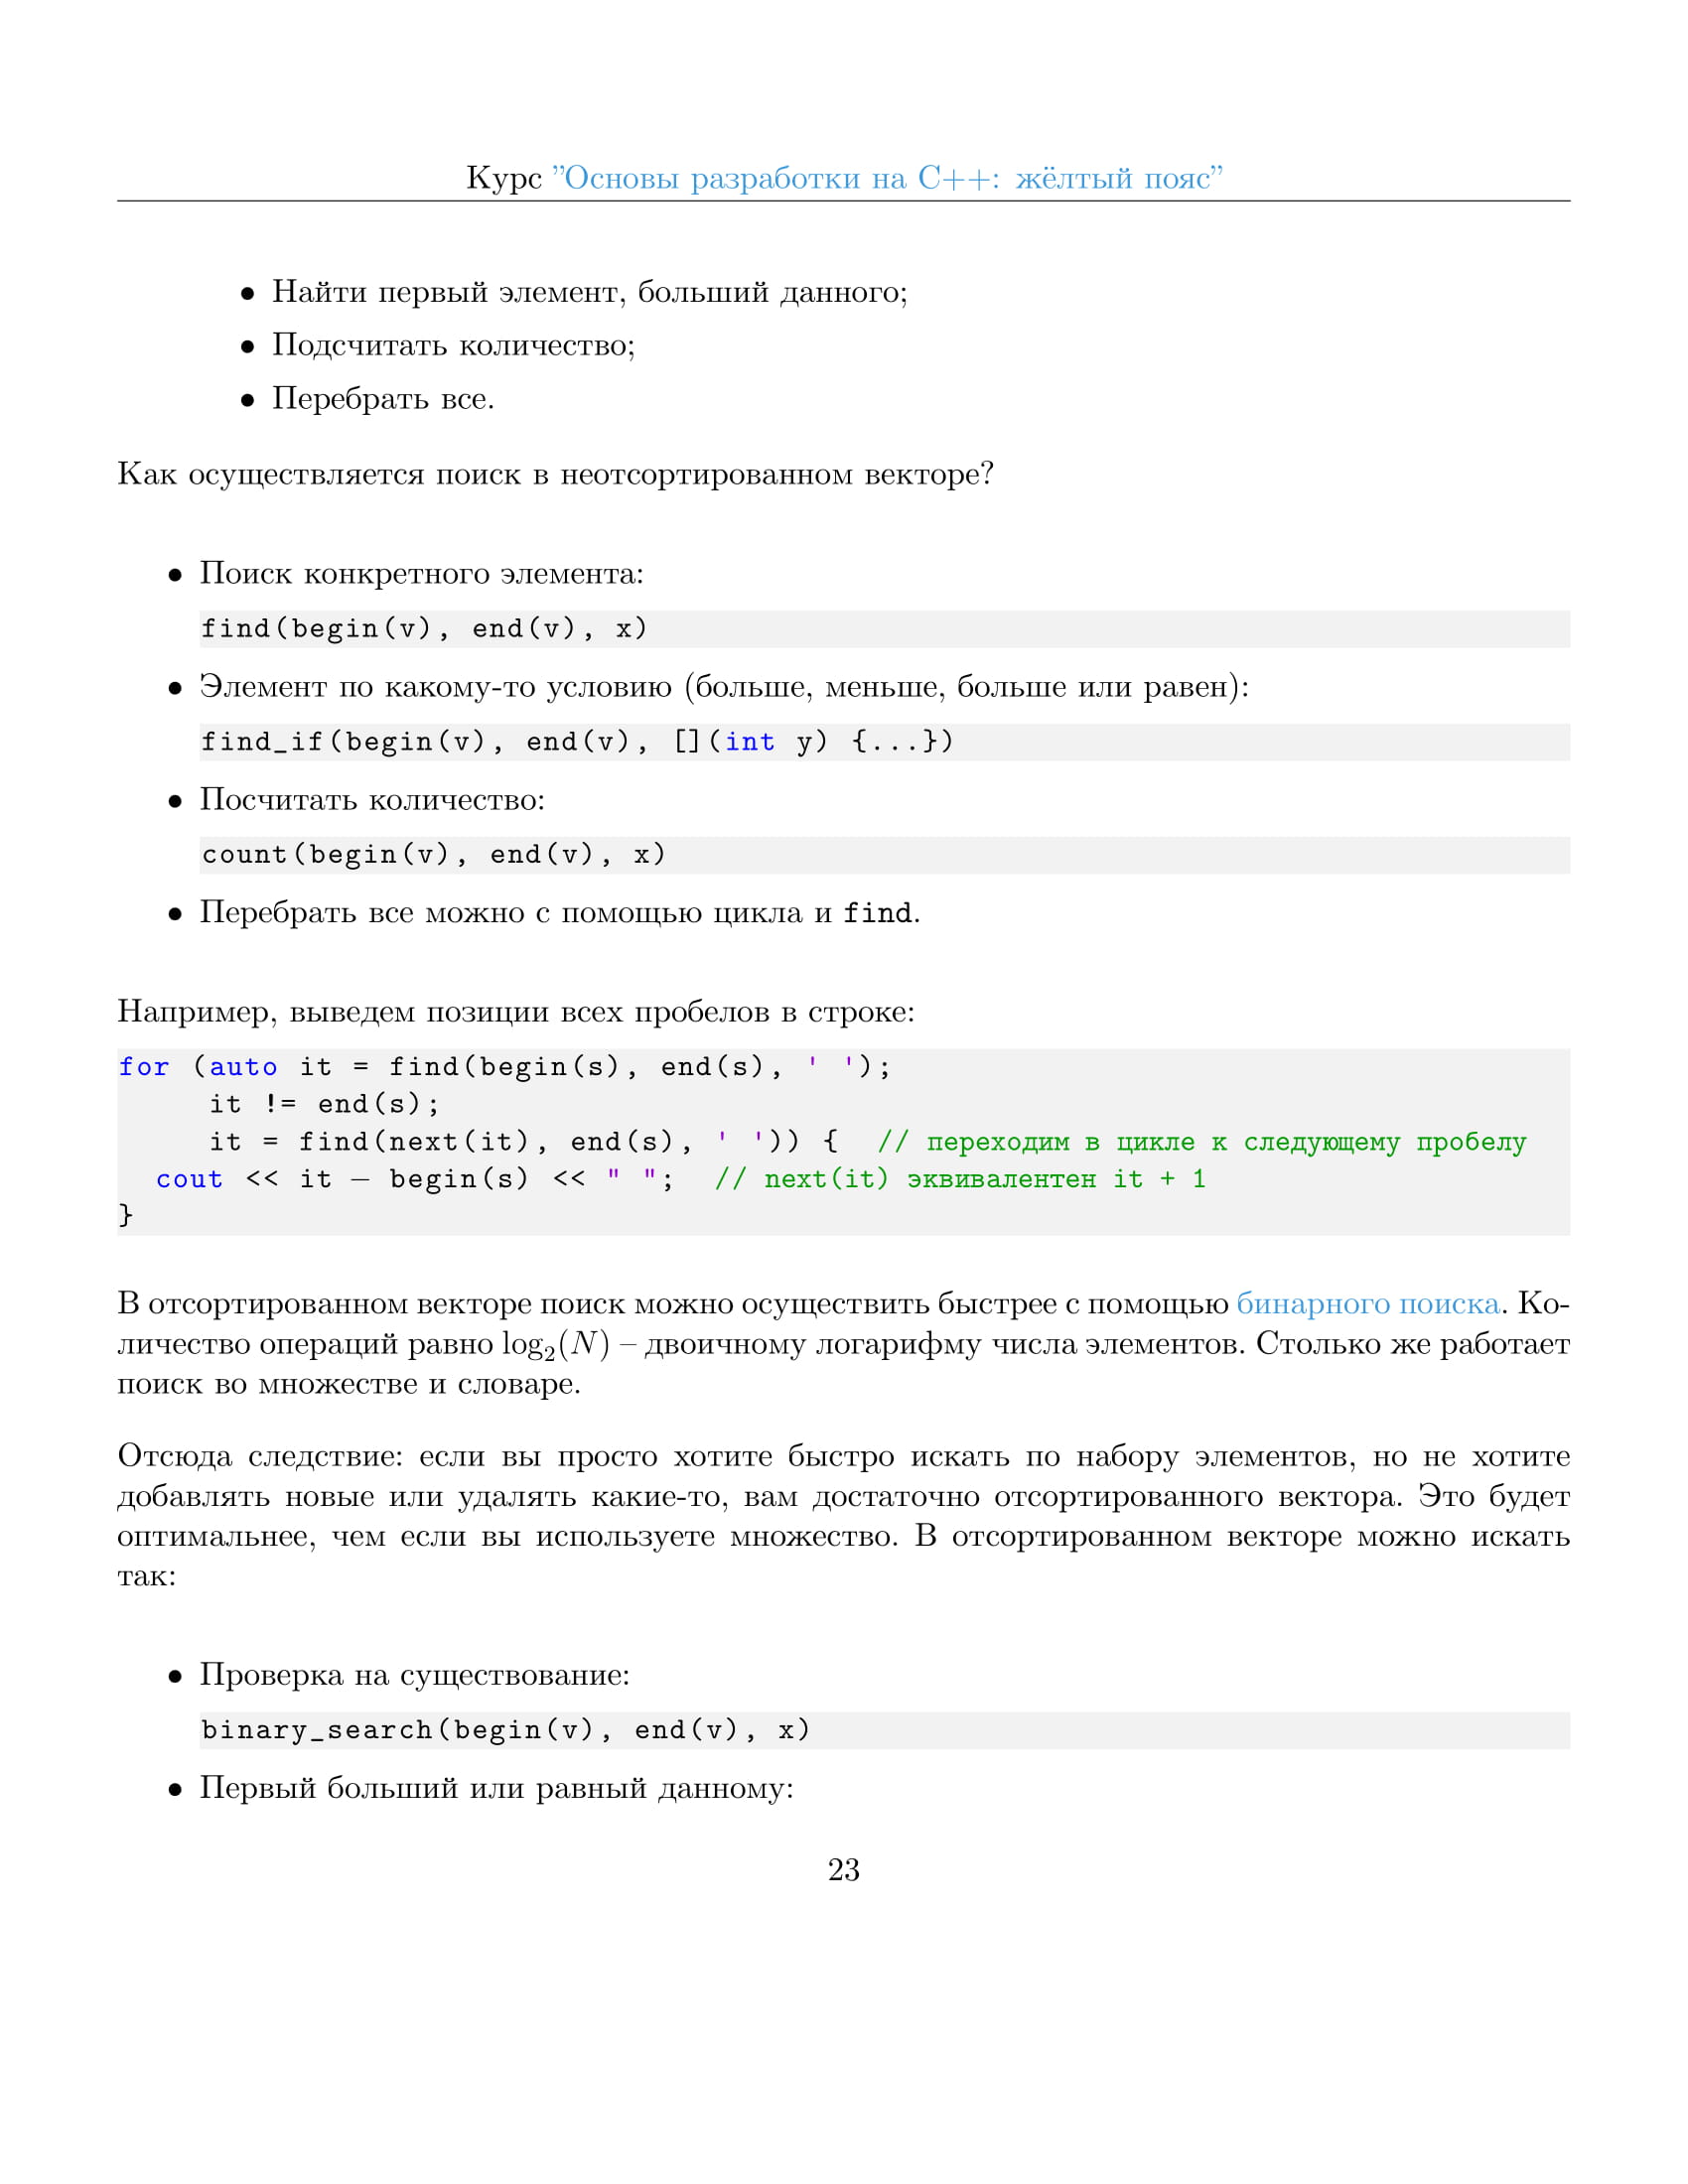 Курс ”Основы разработки на C++: жёлтый пояс”
• Найти первый элемент, больший данного;
• Подсчитать количество;
• Перебрать все.
Как осуществляется поиск в неотсортированном векторе?
• Поиск конкретного элемента:
find(begin(v), end(v), x)
• Элемент по какому-то условию (больше, меньше, больше или равен):
find_if(begin(v), end(v), [](int y) {...})
• Посчитать количество:
count(begin(v), end(v), x)
• Перебрать все можно с помощью цикла и find.
Например, выведем позиции всех пробелов в строке:
for (auto it = find(begin(s), end(s), ' ');
     it != end(s);
     it = find(next(it), end(s), ' ')) {  // переходим в цикле к следующему пробелу
  cout << it − begin(s) << " ";  // next(it) эквивалентен it + 1
}
В отсортированном векторе поиск можно осуществить быстрее с помощью бинарного поиска. Ко-
личество операций равно log₂(N) – двоичному логарифму числа элементов. Столько же работает
поиск во множестве и словаре.
Отсюда следствие: если вы просто хотите быстро искать по набору элементов, но не хотите
добавлять новые или удалять какие-то, вам достаточно отсортированного вектора. Это будет
оптимальнее, чем если вы используете множество. В отсортированном векторе можно искать
так:
• Проверка на существование:
binary_search(begin(v), end(v), x)
• Первый больший или равный данному:
23